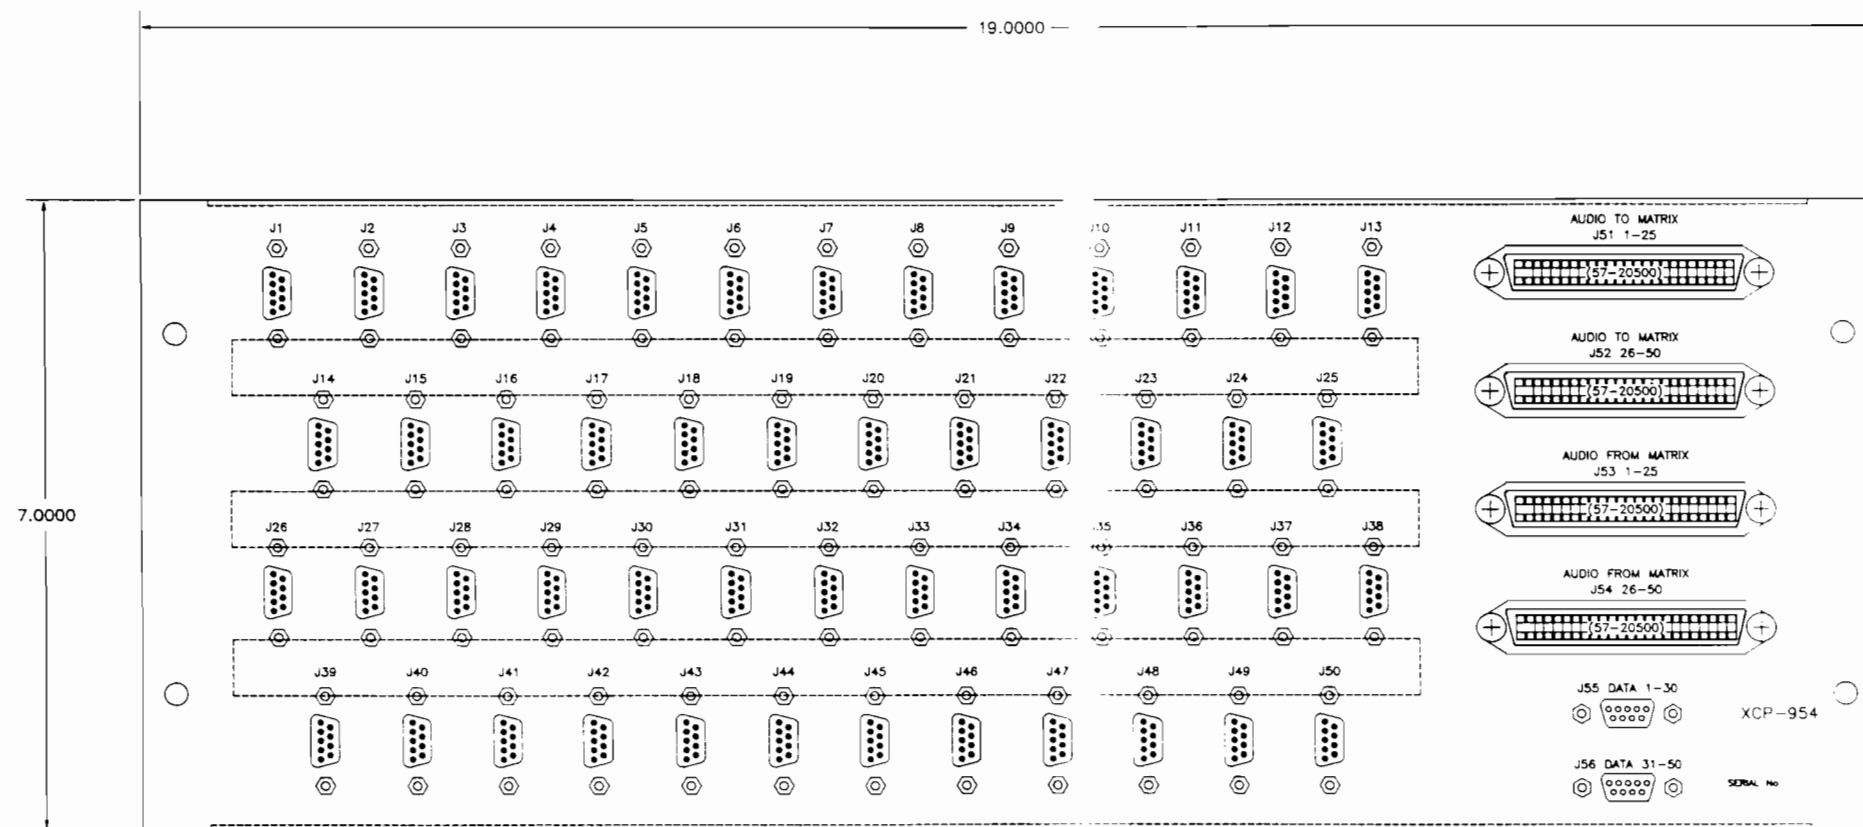 19.0000
J1 J2 J3 J4 J5 J6 J7 J8 J9 J10 J11 J12 J13
AUDIO TO MATRIX
J51 1-25
(57-20500)
J14 J15 J16 J17 J18 J19 J20 J21 J22 J23 J24 J25
AUDIO TO MATRIX
J52 26-50
(57-20500)
7.0000
J26 J27 J28 J29 J30 J31 J32 J33 J34 J35 J36 J37 J38
AUDIO FROM MATRIX
J53 1-25
(57-20500)
AUDIO FROM MATRIX
J54 26-50
(57-20500)
J39 J40 J41 J42 J43 J44 J45 J46 J47 J48 J49 J50
J55 DATA 1-30
XCP-954
J56 DATA 31-50
SERIAL No